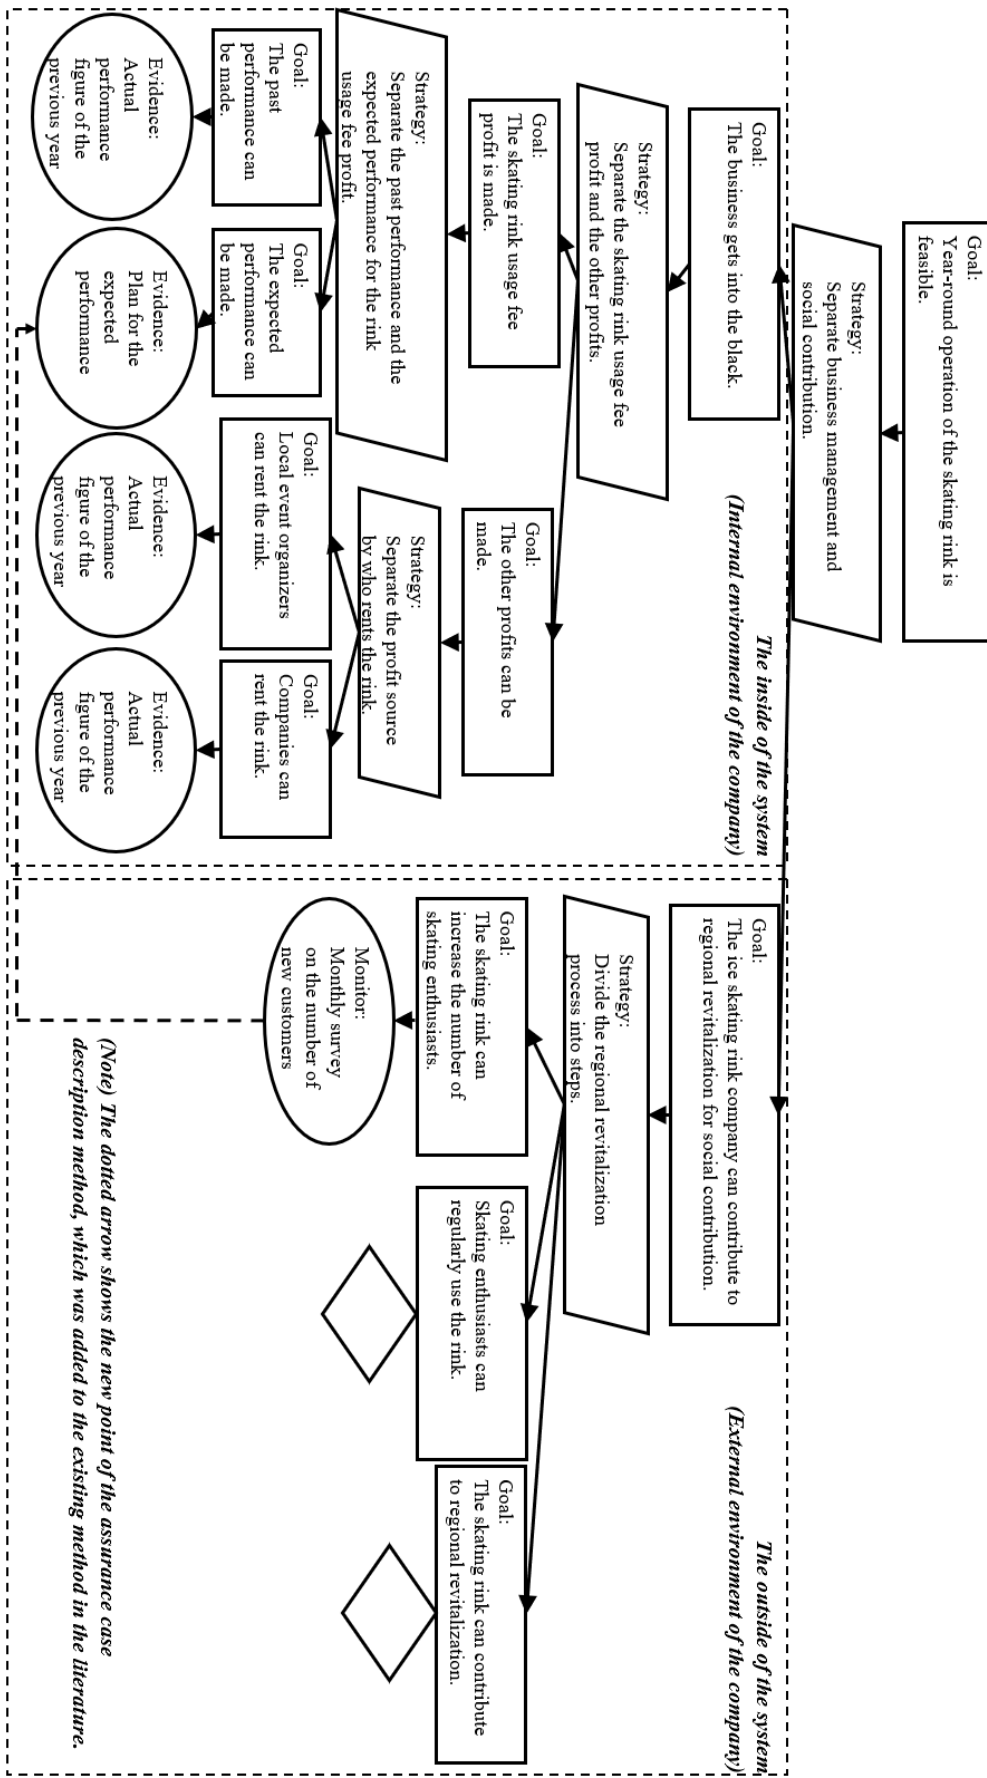 Goal:
Year-round operation of the skating rink is
feasible.
Strategy:
Separate business management and
social contribution.
The inside of the system
(Internal environment of the company)
Goal:
The business gets into the black.
Strategy:
Separate the skating rink usage fee
profit and the other profits.
Goal:
The skating rink usage fee
profit is made.
Goal:
The other profits can be
made.
Strategy:
Separate the past performance and the
expected performance for the rink
usage fee profit.
Strategy:
Separate the profit source
by who rents the rink.
Goal:
The past
performance can
be made.
Goal:
The expected
performance can
be made.
Goal:
Local event organizers
can rent the rink.
Goal:
Companies can
rent the rink.
Evidence:
Actual
performance
figure of the
previous year
Evidence:
Plan for the
expected
performance
Evidence:
Actual
performance
figure of the
previous year
Evidence:
Actual
performance
figure of the
previous year
The outside of the system
(External environment of the company)
Goal:
The ice skating rink company can contribute to
regional revitalization for social contribution.
Strategy:
Divide the regional revitalization
process into steps.
Goal:
The skating rink can
increase the number of
skating enthusiasts.
Goal:
Skating enthusiasts can
regularly use the rink.
Goal:
The skating rink can contribute
to regional revitalization.
Monitor:
Monthly survey
on the number of
new customers
(Note) The dotted arrow shows the new point of the assurance case
description method, which was added to the existing method in the literature.